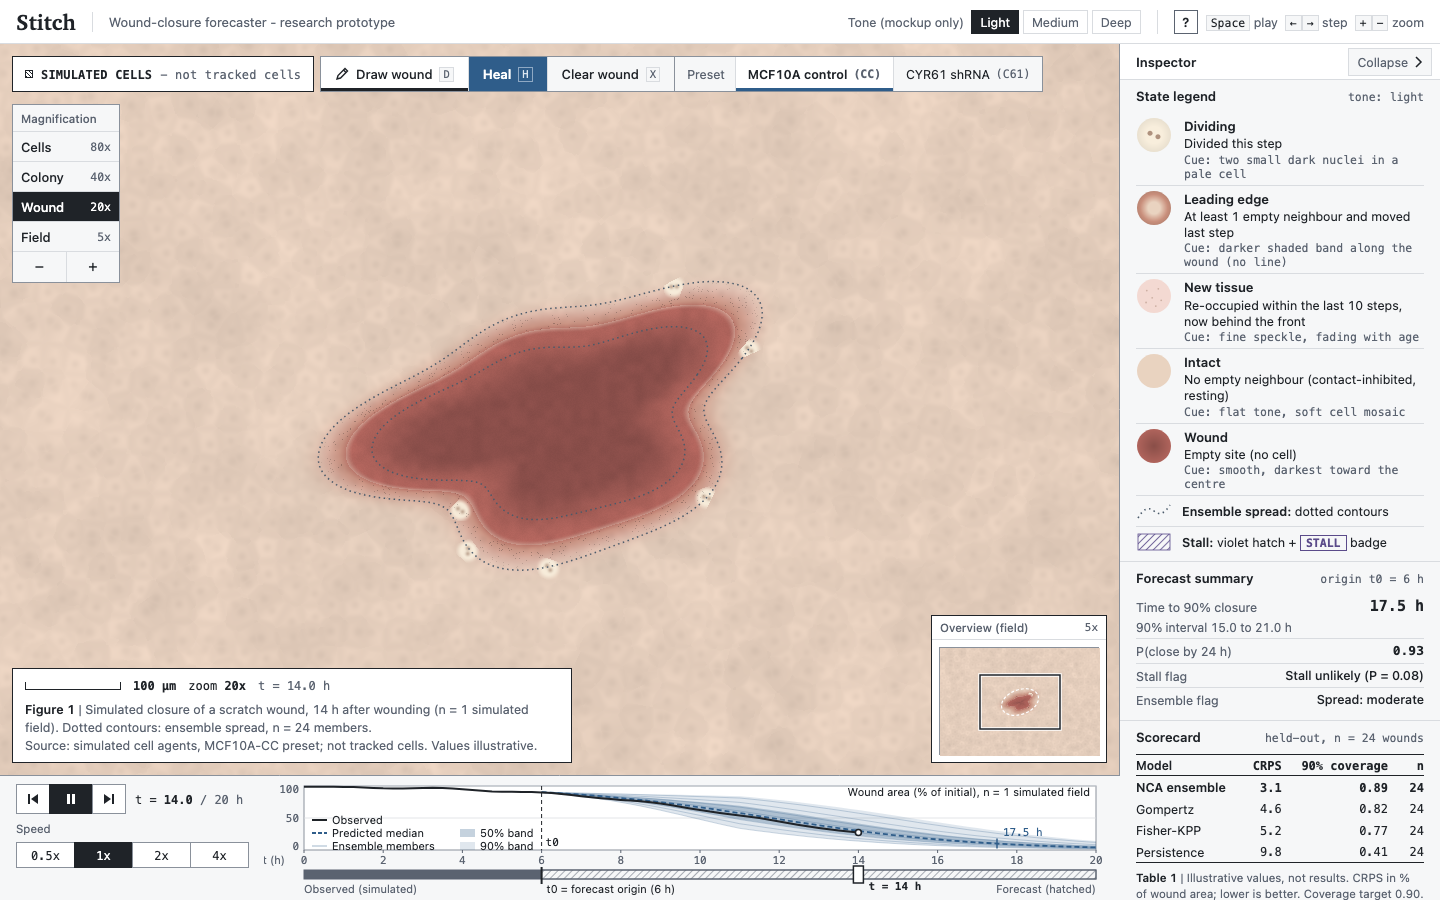 Stitch
Wound-closure forecaster - research prototype
Tone (mockup only) Light Medium Deep
? Space play ← → step + − zoom
SIMULATED CELLS – not tracked cells
Draw wound D
Heal H
Clear wound X
Preset
MCF10A control (CC)
CYR61 shRNA (C61)
Magnification
Cells 80x
Colony 40x
Wound 20x
Field 5x
− +
100 µm zoom 20x t = 14.0 h
Figure 1 | Simulated closure of a scratch wound, 14 h after wounding (n = 1 simulated
field). Dotted contours: ensemble spread, n = 24 members.
Source: simulated cell agents, MCF10A-CC preset; not tracked cells. Values illustrative.
Overview (field) 5x
Inspector
Collapse
State legend tone: light
Dividing
Divided this step
Cue: two small dark nuclei in a
pale cell
Leading edge
At least 1 empty neighbour and moved
last step
Cue: darker shaded band along the
wound (no line)
New tissue
Re-occupied within the last 10 steps,
now behind the front
Cue: fine speckle, fading with age
Intact
No empty neighbour (contact-inhibited,
resting)
Cue: flat tone, soft cell mosaic
Wound
Empty site (no cell)
Cue: smooth, darkest toward the
centre
Ensemble spread: dotted contours
Stall: violet hatch + STALL badge
Forecast summary origin t0 = 6 h
Time to 90% closure 17.5 h
90% interval 15.0 to 21.0 h
P(close by 24 h) 0.93
Stall flag Stall unlikely (P = 0.08)
Ensemble flag Spread: moderate
Scorecard held-out, n = 24 wounds
Model CRPS 90% coverage n
NCA ensemble 3.1 0.89 24
Gompertz 4.6 0.82 24
Fisher-KPP 5.2 0.77 24
Persistence 9.8 0.41 24
Table 1 | Illustrative values, not results. CRPS in %
of wound area; lower is better. Coverage target 0.90.
t = 14.0 / 20 h
Speed
0.5x 1x 2x 4x
Wound area (% of initial), n = 1 simulated field
100
50
0
Observed
Predicted median
Ensemble members
50% band
90% band
t0
17.5 h
t (h) 0 2 4 6 8 10 12 14 16 18 20
Observed (simulated)
t0 = forecast origin (6 h)
t = 14 h
Forecast (hatched)